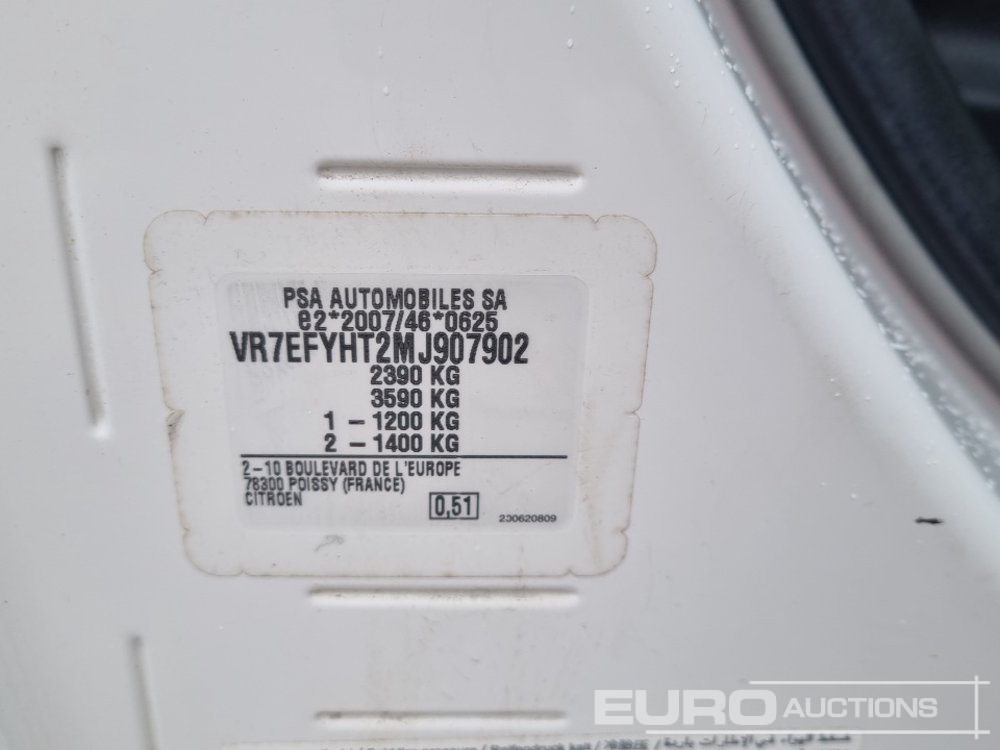 PSA AUTOMOBILES SA
e2*2007/46*0625
VR7EFYHT2MJ907902
2390 KG
3590 KG
1 - 1200 KG
2 - 1400 KG
2-10 BOULEVARD DE L'EUROPE
78300 POISSY (FRANCE)
CITROEN
0,51
230620809
EURO AUCTIONS